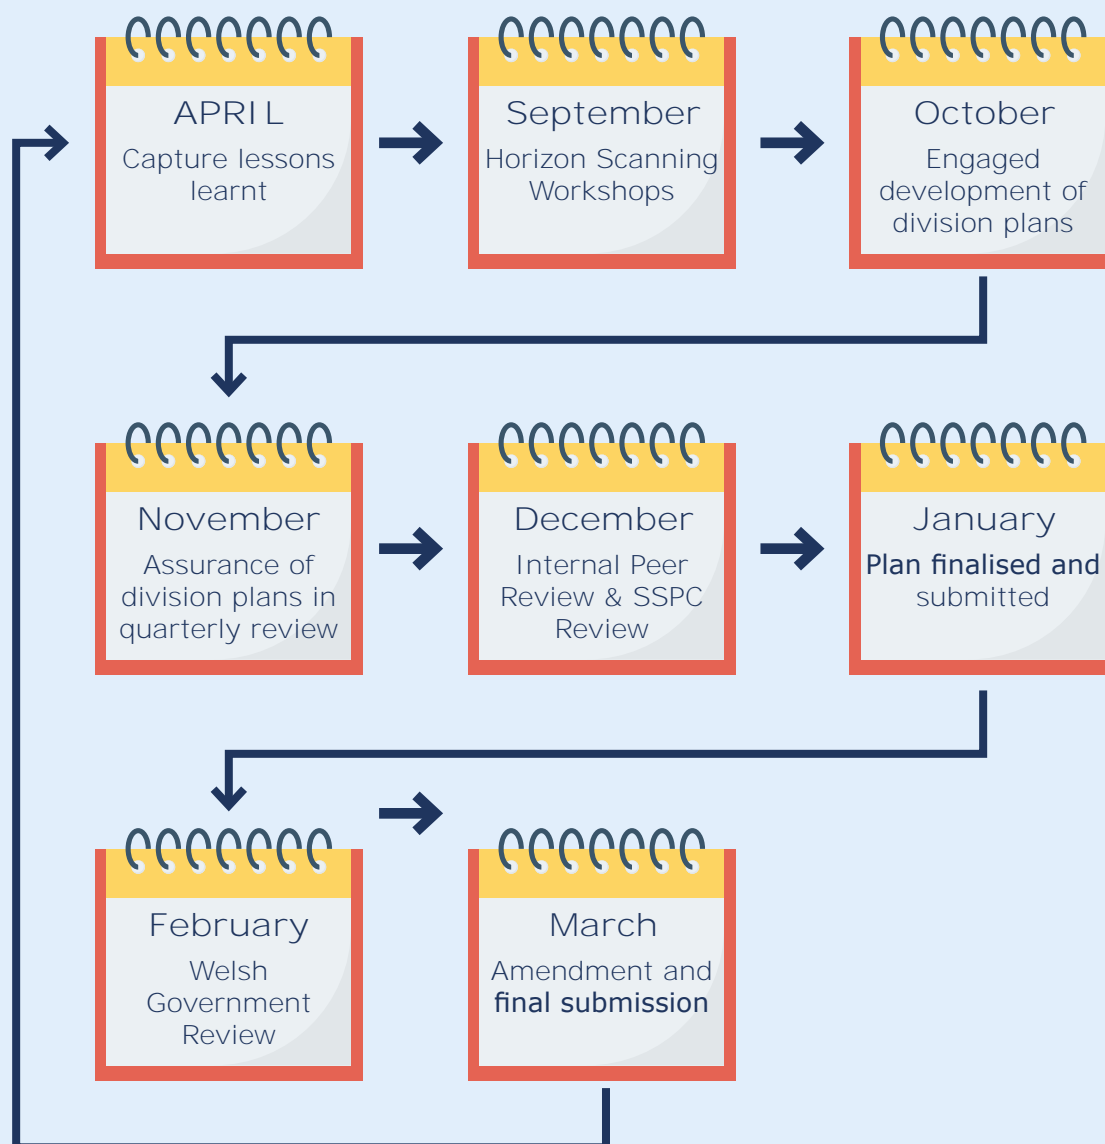 APRIL
Capture lessons
learnt
September
Horizon Scanning
Workshops
October
Engaged
development of
division plans
November
Assurance of
division plans in
quarterly review
December
Internal Peer
Review & SSPC
Review
January
Plan finalised and
submitted
February
Welsh
Government
Review
March
Amendment and
final submission